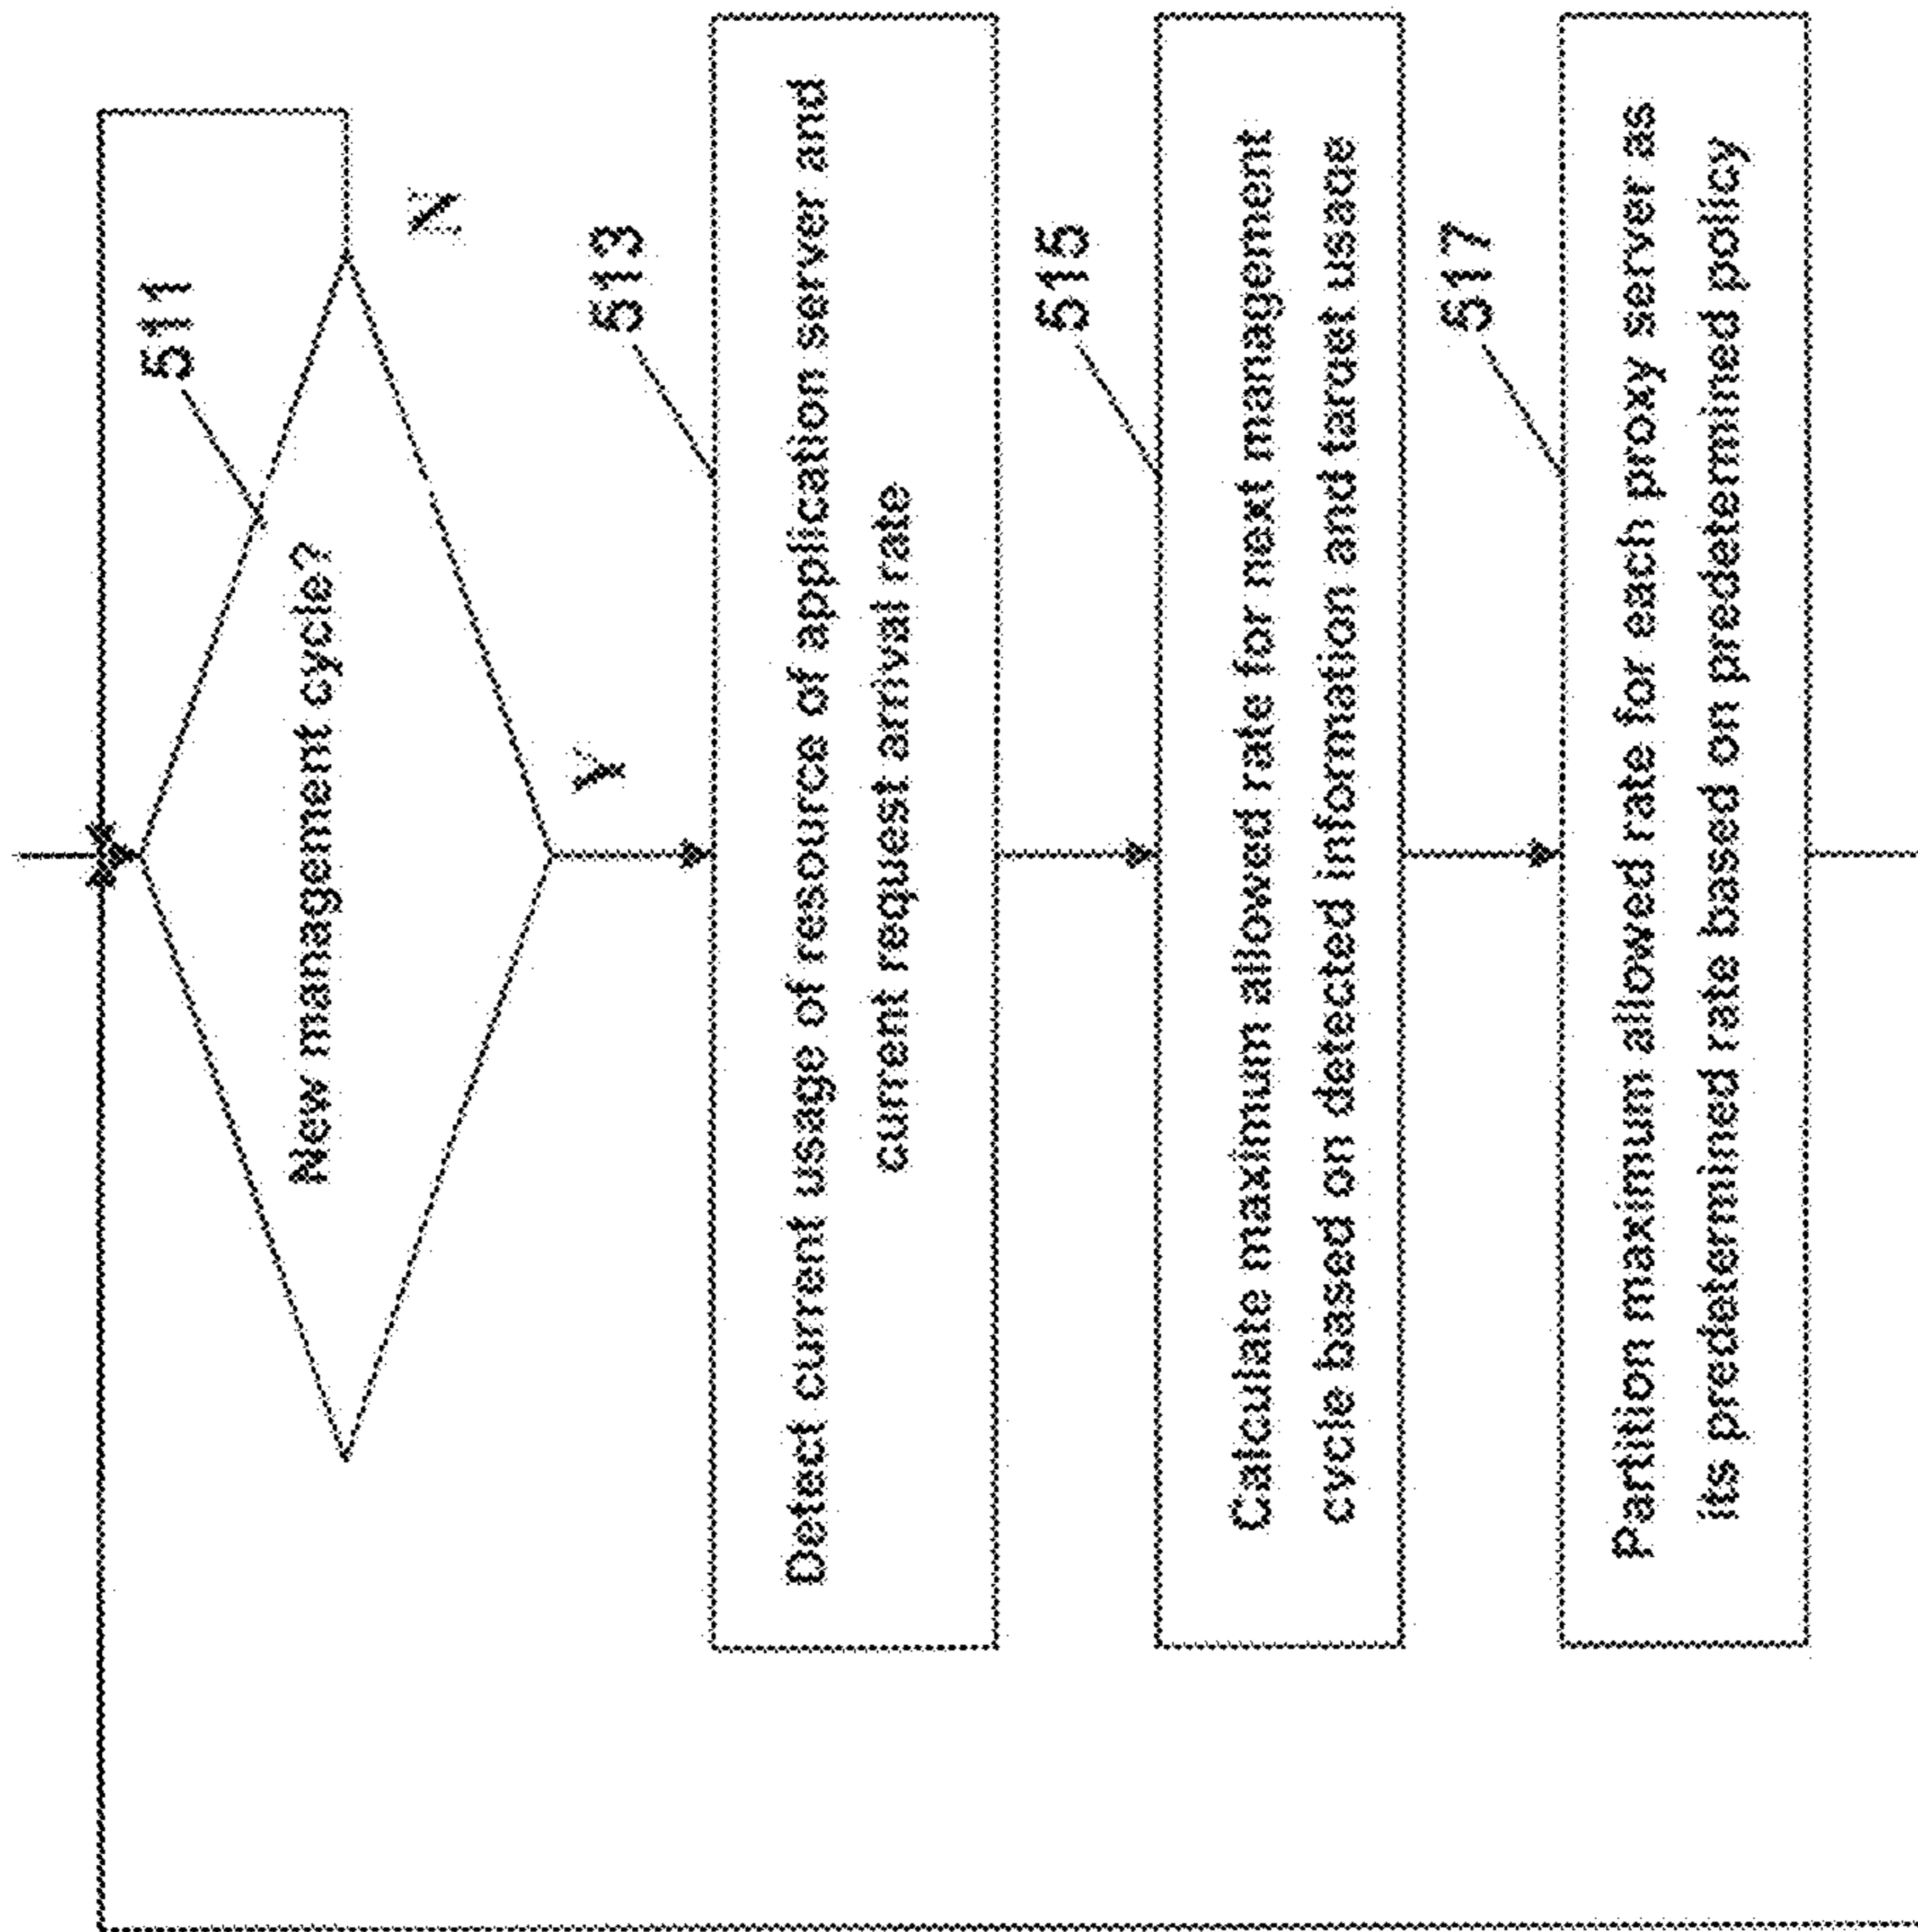 511
New management cycle?
N
Y
513
Detect current usage of resource of application server and
current request arrival rate
515
Calculate maximum allowed rate for next management
cycle based on detected information and target usage
517
Partition maximum allowed rate for each proxy server as
its predetermined rate based on predetermined policy